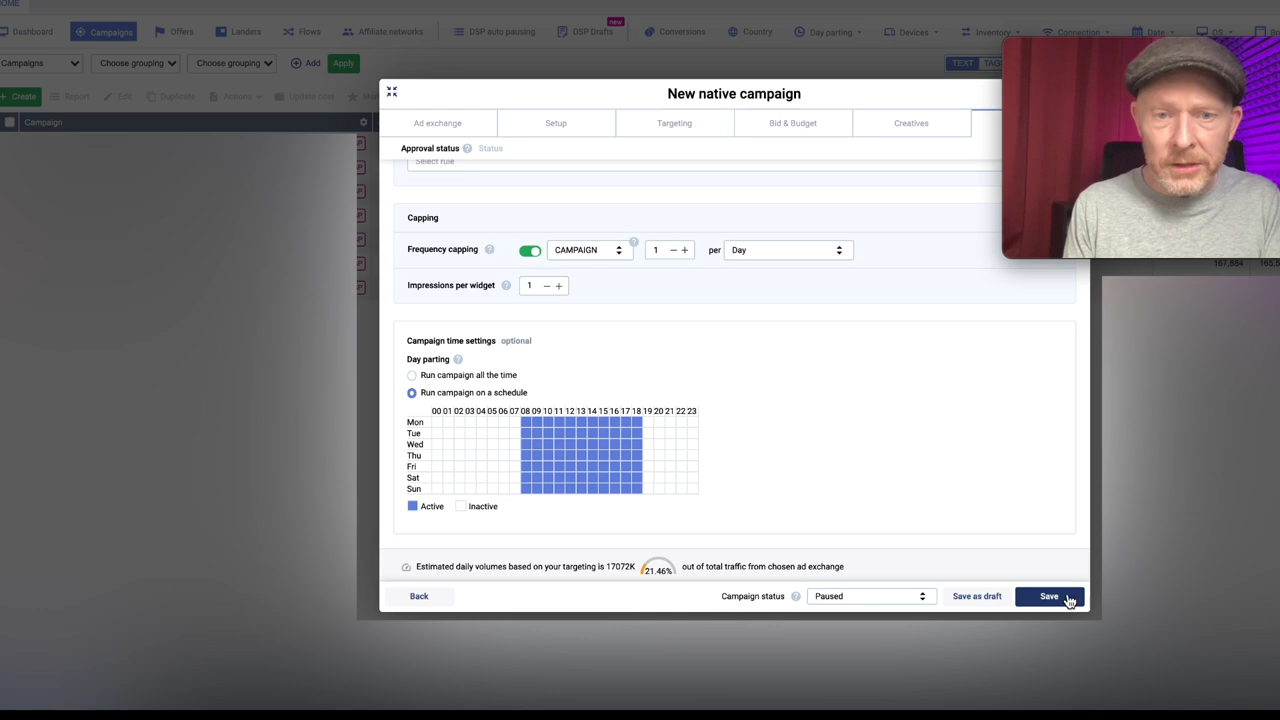 OME
new
Dashboard Campaigns Offers Landers Flows Affiliate networks DSP auto pausing DSP Drafts Conversions Country Day parting Devices Inventory Connection Date OS
Campaigns Choose grouping Choose grouping Add Apply TEXT
Create Report Edit Duplicate Actions Update cost
Campaign
New native campaign
Ad exchange Setup Targeting Bid & Budget Creatives
Approval status ? Status
Select rule
Capping
Frequency capping ? CAMPAIGN ? 1 − + per Day
Impressions per widget ? 1 − +
167,884
Campaign time settings optional
Day parting ?
Run campaign all the time
Run campaign on a schedule
00 01 02 03 04 05 06 07 08 09 10 11 12 13 14 15 16 17 18 19 20 21 22 23
Mon
Tue
Wed
Thu
Fri
Sat
Sun
Active Inactive
Estimated daily volumes based on your targeting is 17072K 21.46% out of total traffic from chosen ad exchange
Back Campaign status ? Paused Save as draft Save